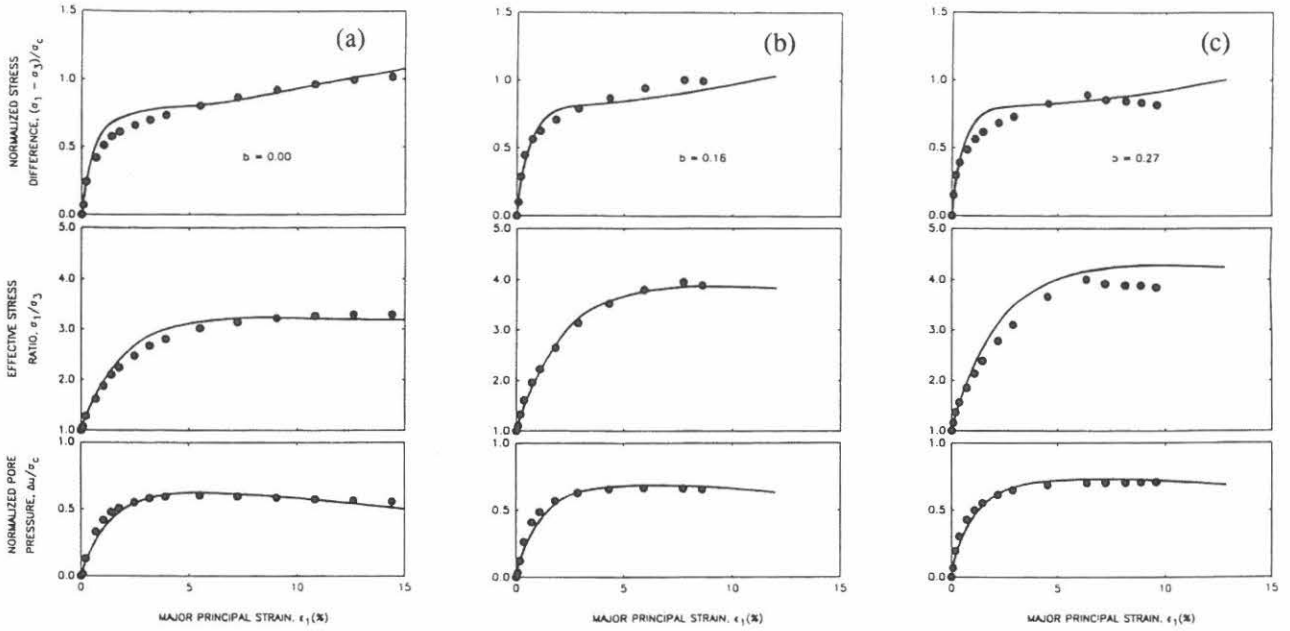 (a)
(b)
(c)
NORMALIZED STRESS
DIFFERENCE, (σ₁ − σ₃)/σc
1.5
1.0
0.5
0.0
b = 0.00
1.5
1.0
0.5
0.0
b = 0.16
1.5
1.0
0.5
0.0
b = 0.27
EFFECTIVE STRESS
RATIO, σ₁/σ₃
5.0
4.0
3.0
2.0
1.0
5.0
4.0
3.0
2.0
1.0
5.0
4.0
3.0
2.0
1.0
NORMALIZED PORE
PRESSURE, Δu/σc
1.0
0.5
0.0
1.0
0.5
0.0
1.0
0.5
0.0
0 5 10 15
0 5 10 15
0 5 10 15
MAJOR PRINCIPAL STRAIN, ε₁(%)
MAJOR PRINCIPAL STRAIN, ε₁(%)
MAJOR PRINCIPAL STRAIN, ε₁(%)